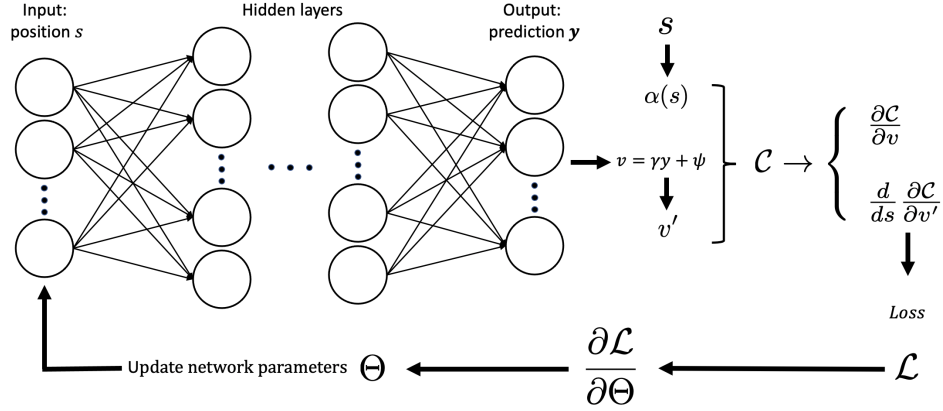 Input:
position s
Hidden layers
Output:
prediction y
s
α(s)
v = γy + ψ
v′
𝒞 →
∂𝒞
∂v
d ∂𝒞
ds ∂v′
Loss
ℒ
∂ℒ
∂Θ
Update network parameters Θ